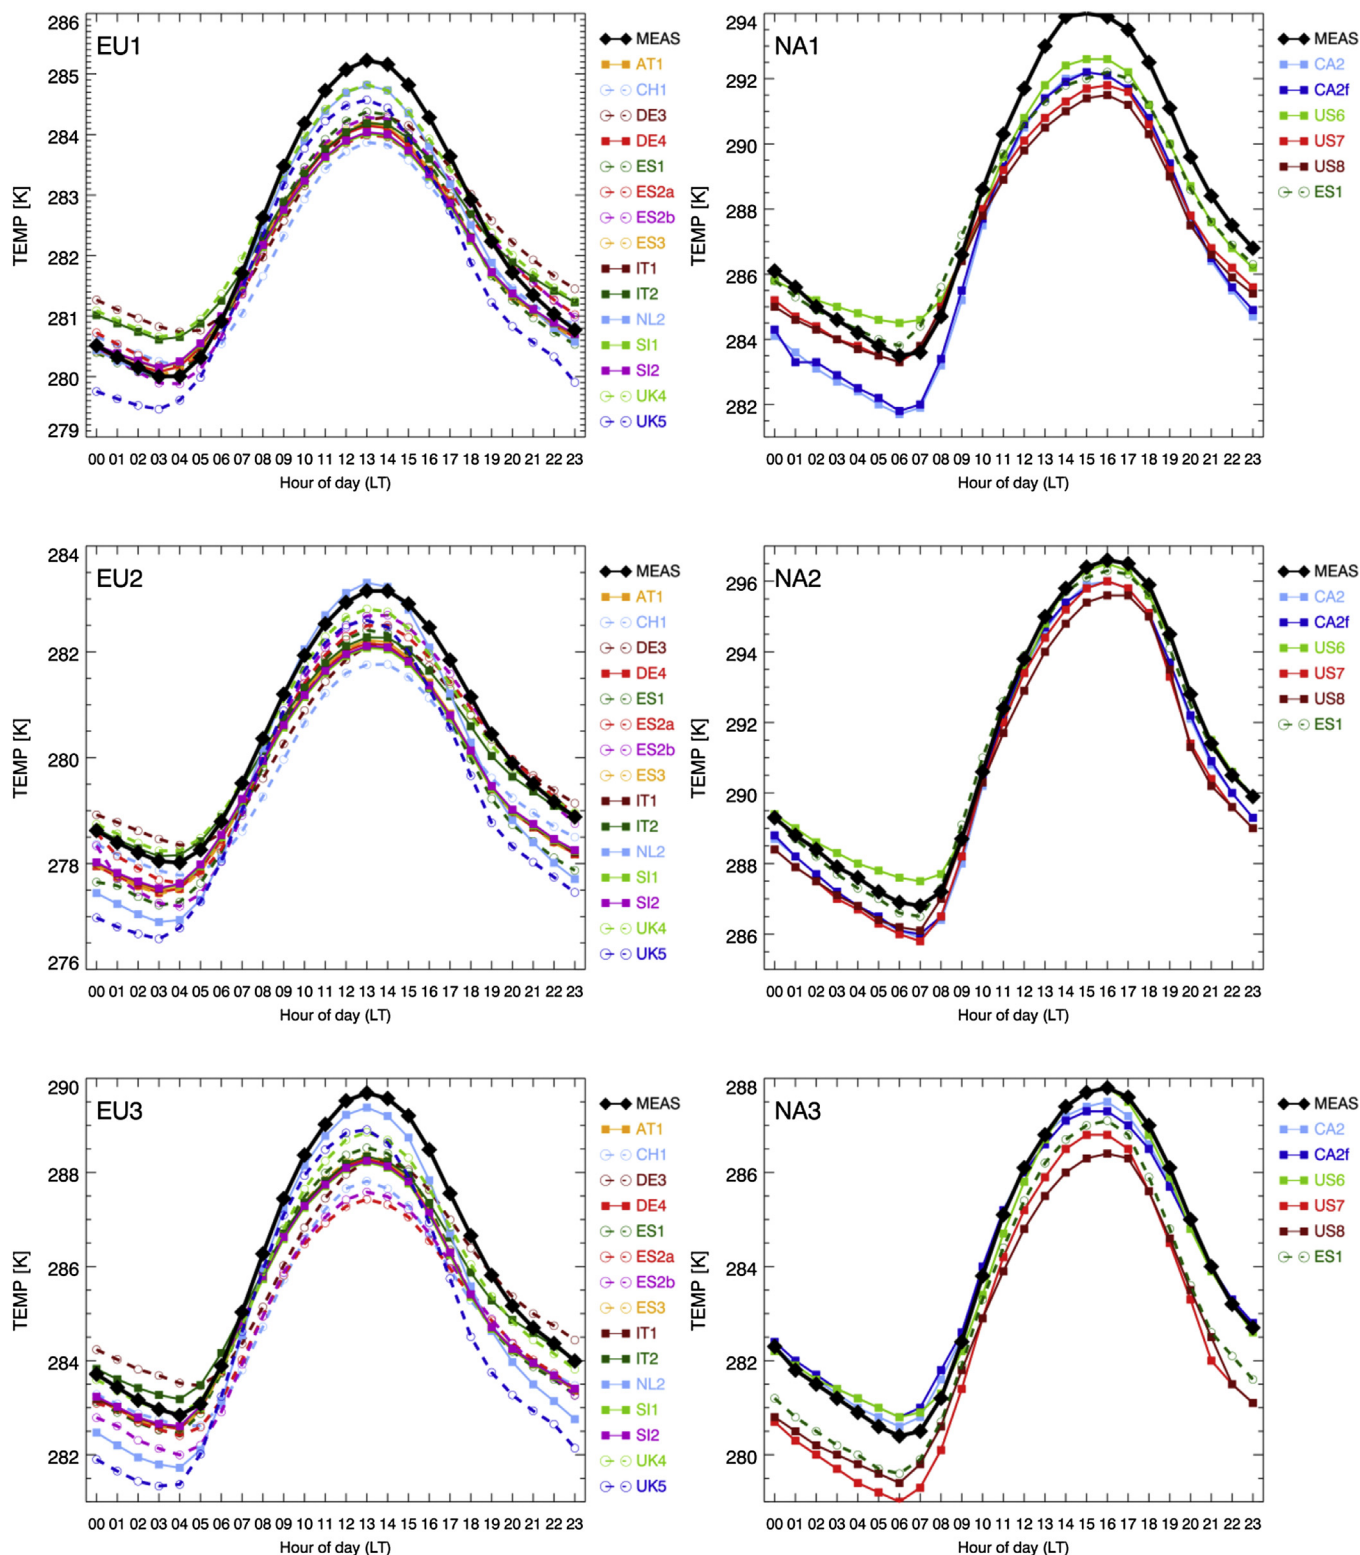 EU1
TEMP [K]
286
285
284
283
282
281
280
279
00 01 02 03 04 05 06 07 08 09 10 11 12 13 14 15 16 17 18 19 20 21 22 23
Hour of day (LT)
MEAS
AT1
CH1
DE3
DE4
ES1
ES2a
ES2b
ES3
IT1
IT2
NL2
SI1
SI2
UK4
UK5
NA1
TEMP [K]
294
292
290
288
286
284
282
00 01 02 03 04 05 06 07 08 09 10 11 12 13 14 15 16 17 18 19 20 21 22 23
Hour of day (LT)
MEAS
CA2
CA2f
US6
US7
US8
ES1
EU2
TEMP [K]
284
282
280
278
276
00 01 02 03 04 05 06 07 08 09 10 11 12 13 14 15 16 17 18 19 20 21 22 23
Hour of day (LT)
MEAS
AT1
CH1
DE3
DE4
ES1
ES2a
ES2b
ES3
IT1
IT2
NL2
SI1
SI2
UK4
UK5
NA2
TEMP [K]
296
294
292
290
288
286
00 01 02 03 04 05 06 07 08 09 10 11 12 13 14 15 16 17 18 19 20 21 22 23
Hour of day (LT)
MEAS
CA2
CA2f
US6
US7
US8
ES1
EU3
TEMP [K]
290
288
286
284
282
00 01 02 03 04 05 06 07 08 09 10 11 12 13 14 15 16 17 18 19 20 21 22 23
Hour of day (LT)
MEAS
AT1
CH1
DE3
DE4
ES1
ES2a
ES2b
ES3
IT1
IT2
NL2
SI1
SI2
UK4
UK5
NA3
TEMP [K]
288
286
284
282
280
00 01 02 03 04 05 06 07 08 09 10 11 12 13 14 15 16 17 18 19 20 21 22 23
Hour of day (LT)
MEAS
CA2
CA2f
US6
US7
US8
ES1